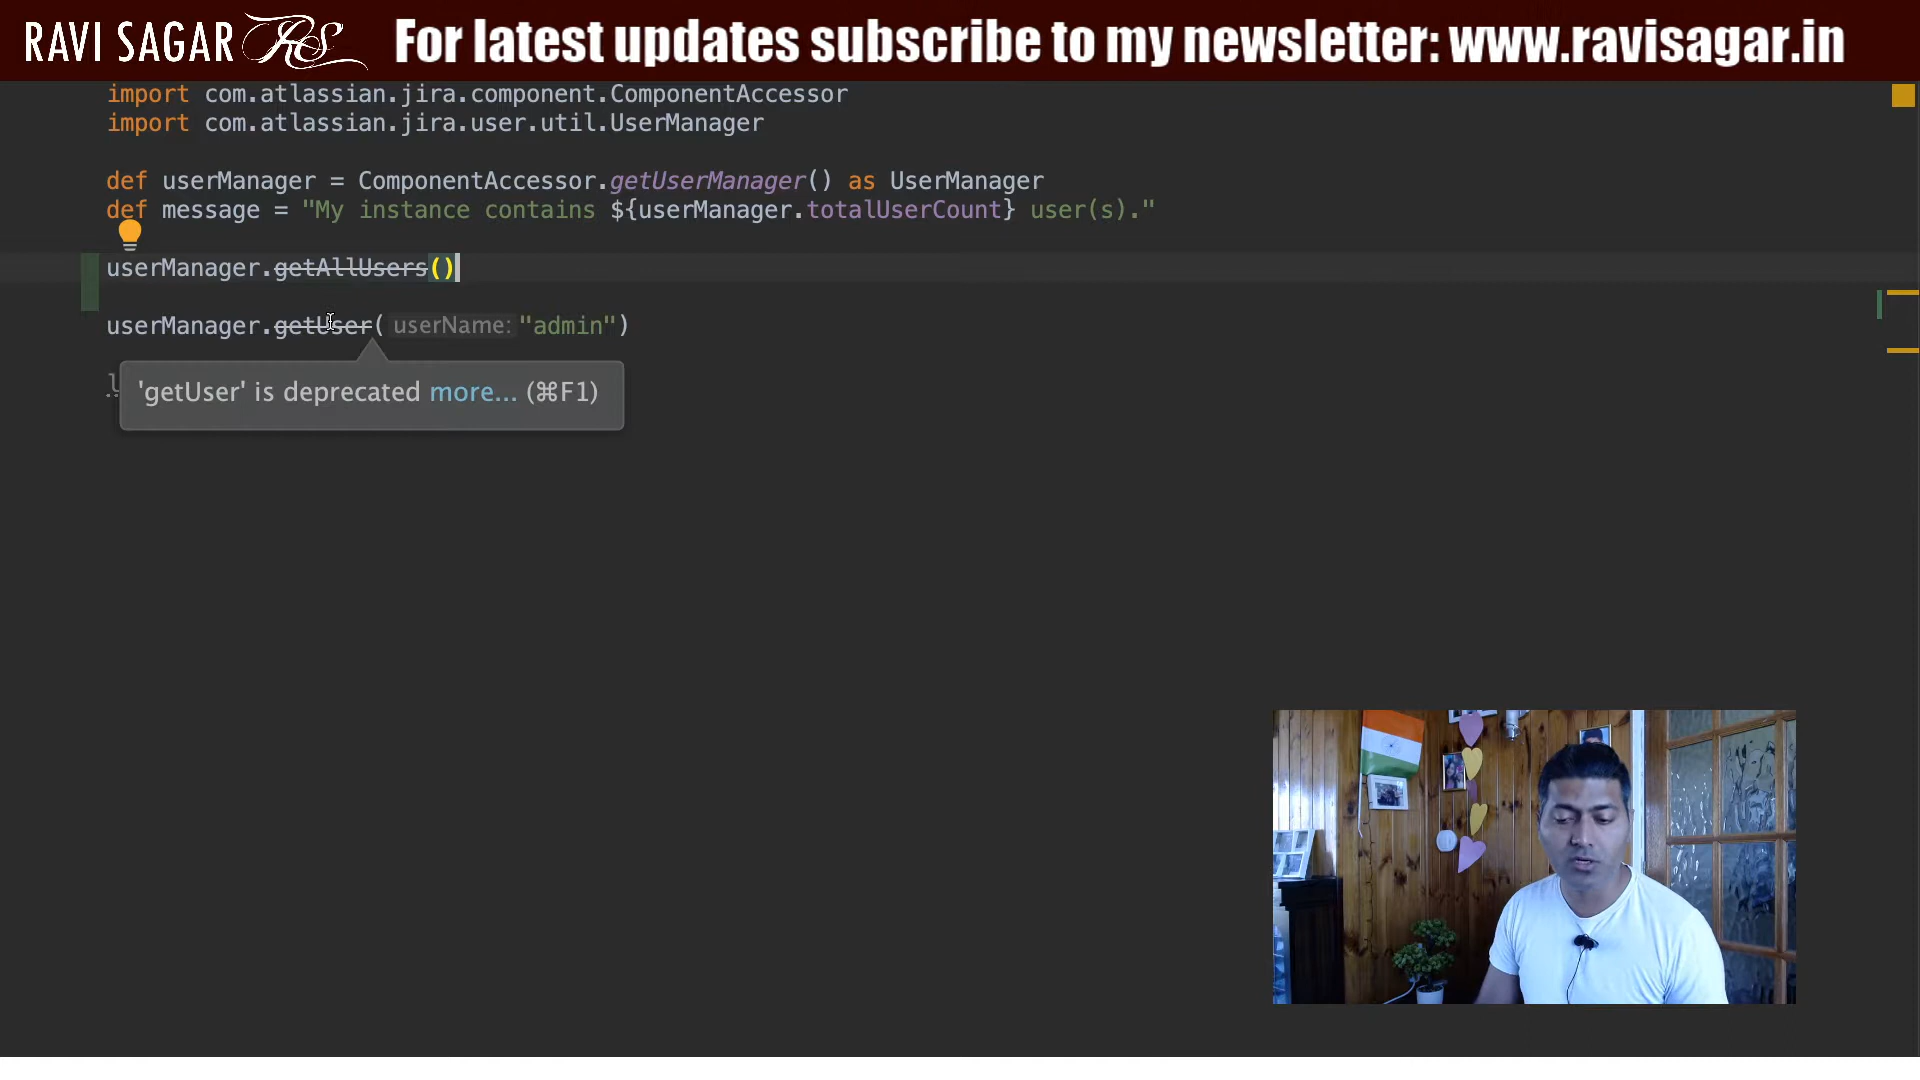 RAVI SAGAR RS For latest updates subscribe to my newsletter: www.ravisagar.in
import com.atlassian.jira.component.ComponentAccessor
import com.atlassian.jira.user.util.UserManager
def userManager = ComponentAccessor.getUserManager() as UserManager
def message = "My instance contains ${userManager.totalUserCount} user(s)."
userManager.getAllUsers()
userManager.getUser( userName: "admin")
'getUser' is deprecated more... (⌘F1)